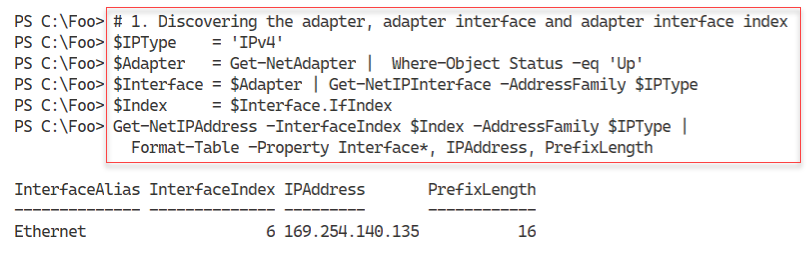 PS C:\Foo> # 1. Discovering the adapter, adapter interface and adapter interface index
PS C:\Foo> $IPType    = 'IPv4'
PS C:\Foo> $Adapter   = Get-NetAdapter |  Where-Object Status -eq 'Up'
PS C:\Foo> $Interface = $Adapter | Get-NetIPInterface -AddressFamily $IPType
PS C:\Foo> $Index     = $Interface.IfIndex
PS C:\Foo> Get-NetIPAddress -InterfaceIndex $Index -AddressFamily $IPType |
             Format-Table -Property Interface*, IPAddress, PrefixLength
InterfaceAlias InterfaceIndex IPAddress       PrefixLength
-------------- -------------- ---------       ------------
Ethernet                    6 169.254.140.135           16